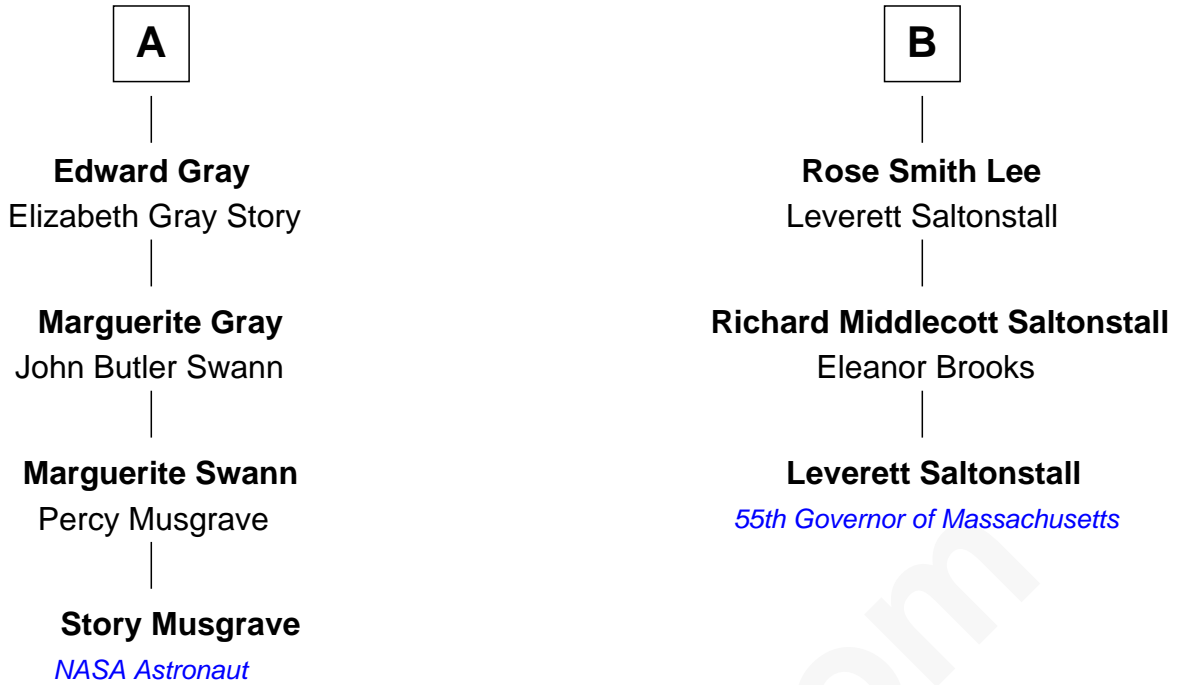 A
Edward Gray
Elizabeth Gray Story
Marguerite Gray
John Butler Swann
Marguerite Swann
Percy Musgrave
Story Musgrave
NASA Astronaut
B
Rose Smith Lee
Leverett Saltonstall
Richard Middlecott Saltonstall
Eleanor Brooks
Leverett Saltonstall
55th Governor of Massachusetts
om